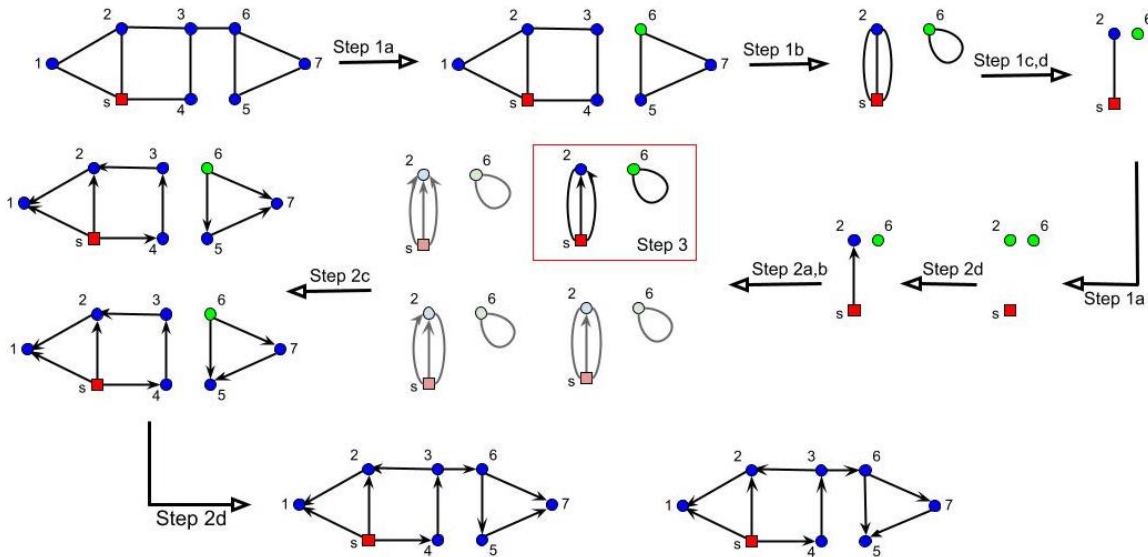 2 3 6
1 7
s 4 5
Step 1a
2 3 6
1 7
s 4 5
Step 1b
2 6
s
Step 1c,d
2 6
s
Step 1a
2 6
s
Step 2d
2 6
s
Step 2a,b
2 6
s
2 6
s Step 3
2 6
s
2 6
s
Step 2c
2 3 6
1 7
s 4 5
2 3 6
1 7
s 4 5
Step 2d
2 3 6
1 7
s 4 5
2 3 6
1 7
s 4 5